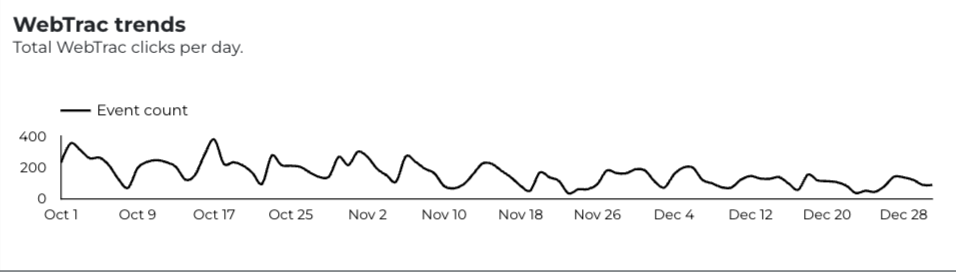 WebTrac trends
Total WebTrac clicks per day.
Event count
400
200
0
Oct 1 Oct 9 Oct 17 Oct 25 Nov 2 Nov 10 Nov 18 Nov 26 Dec 4 Dec 12 Dec 20 Dec 28